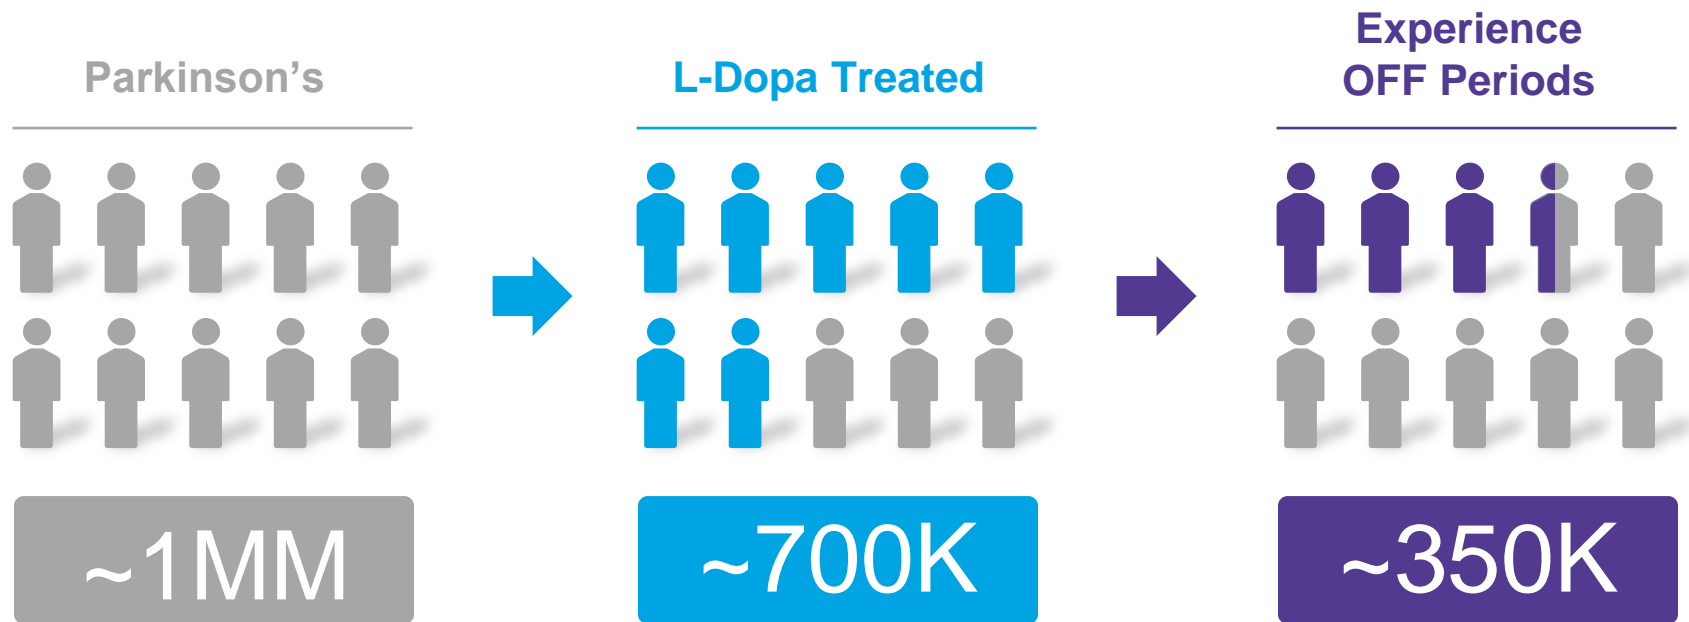 Parkinson's
L-Dopa Treated
Experience
OFF Periods
~1MM
~700K
~350K